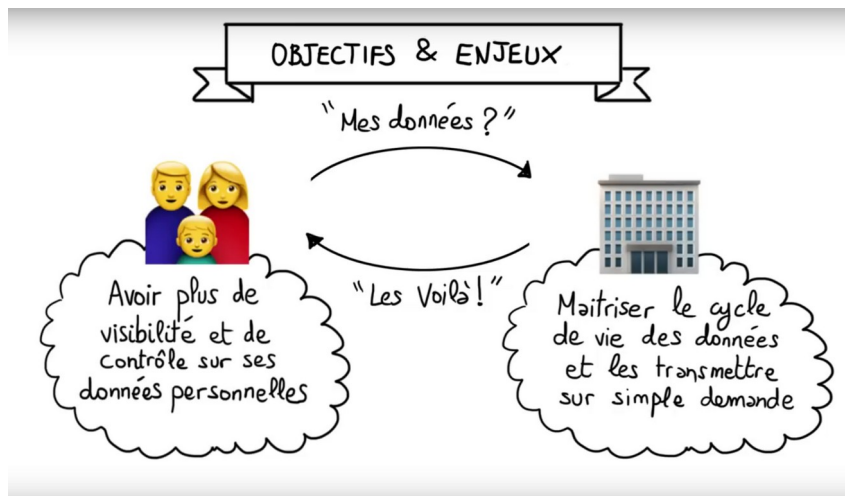 OBJECTIFS & ENJEUX
"Mes données ?"
"Les Voilà !"
Avoir plus de
visibilité et de
contrôle sur ses
données personnelles
Maitriser le cycle
de vie des données
et les transmettre
sur simple demande